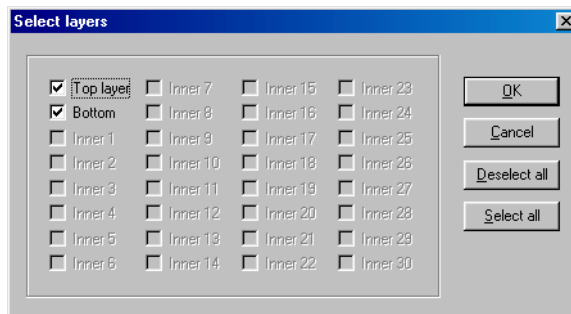 Select layers
Top layer Inner 7 Inner 15 Inner 23 OK
Bottom Inner 8 Inner 16 Inner 24
Inner 1 Inner 9 Inner 17 Inner 25 Cancel
Inner 2 Inner 10 Inner 18 Inner 26
Inner 3 Inner 11 Inner 19 Inner 27 Deselect all
Inner 4 Inner 12 Inner 20 Inner 28 Select all
Inner 5 Inner 13 Inner 21 Inner 29
Inner 6 Inner 14 Inner 22 Inner 30